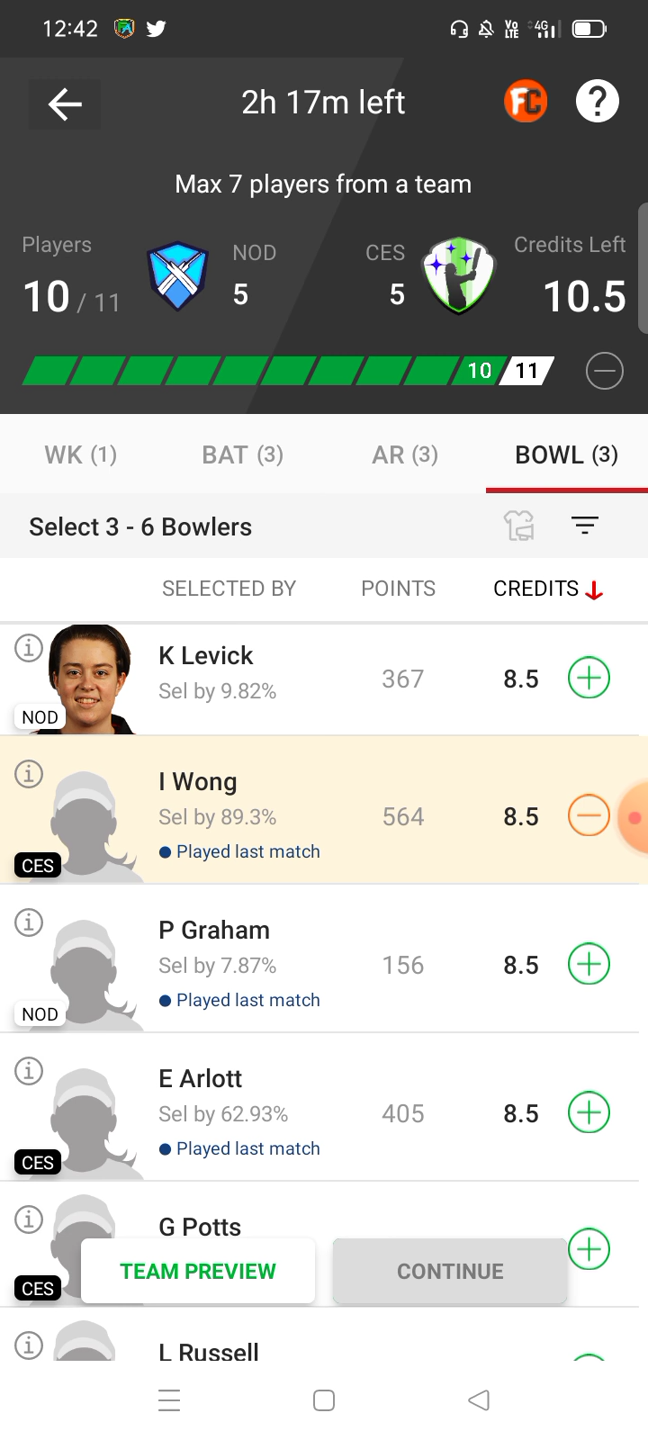 12:42
Vo LTE 4G
2h 17m left
FC
?
Max 7 players from a team
Players
NOD
CES
Credits Left
10 / 11
5
5
10.5
10
11
WK (1)
BAT (3)
AR (3)
BOWL (3)
Select 3 - 6 Bowlers
SELECTED BY
POINTS
CREDITS
K Levick
Sel by 9.82%
367
8.5
NOD
I Wong
Sel by 89.3%
564
8.5
Played last match
CES
P Graham
Sel by 7.87%
156
8.5
Played last match
NOD
E Arlott
Sel by 62.93%
405
8.5
Played last match
CES
G Potts
CES
TEAM PREVIEW
CONTINUE
L Russell